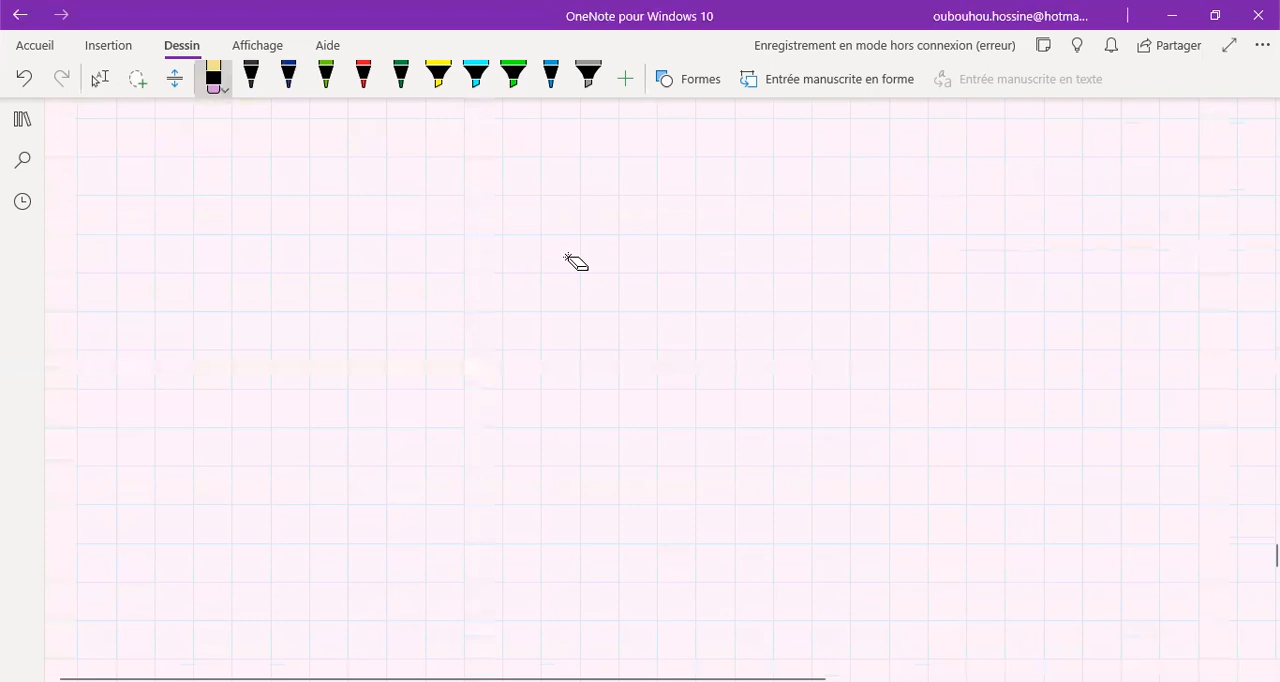 OneNote pour Windows 10
oubouhou.hossine@hotma...
Accueil Insertion Dessin Affichage Aide
Enregistrement en mode hors connexion (erreur) Partager
Formes Entrée manuscrite en forme Entrée manuscrite en texte